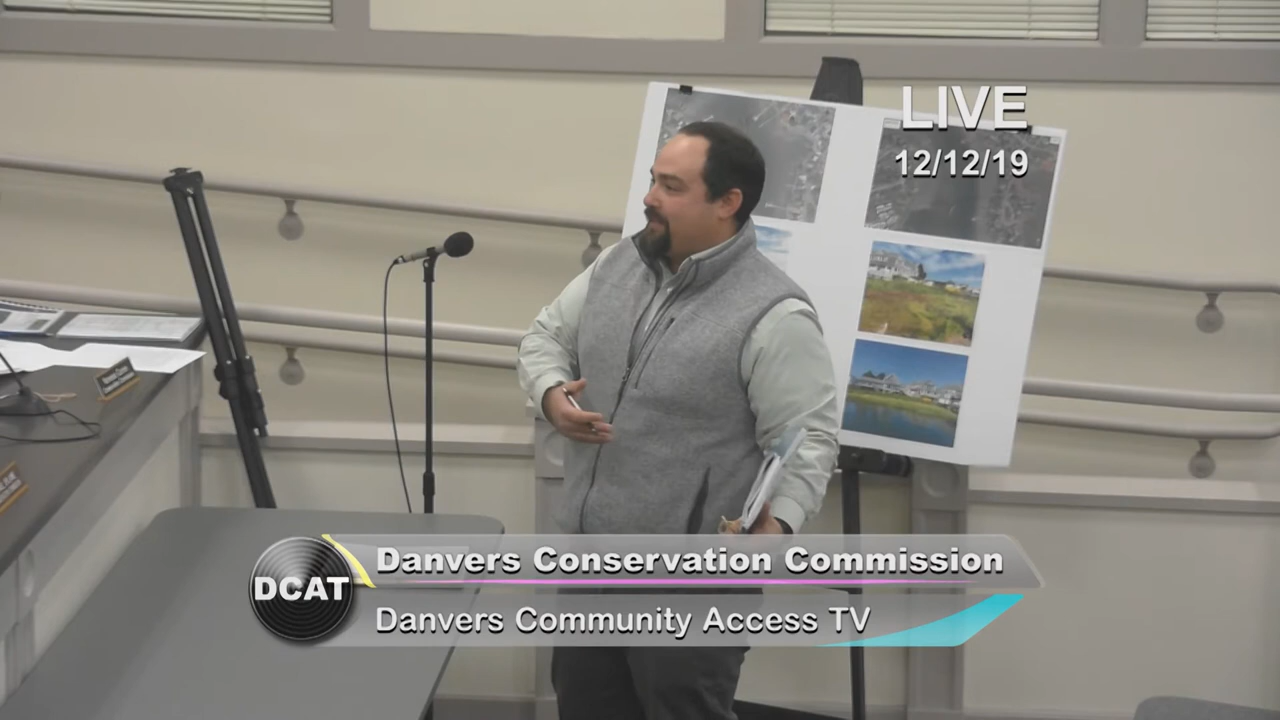 LIVE
12/12/19
DCAT
Danvers Conservation Commission
Danvers Community Access TV